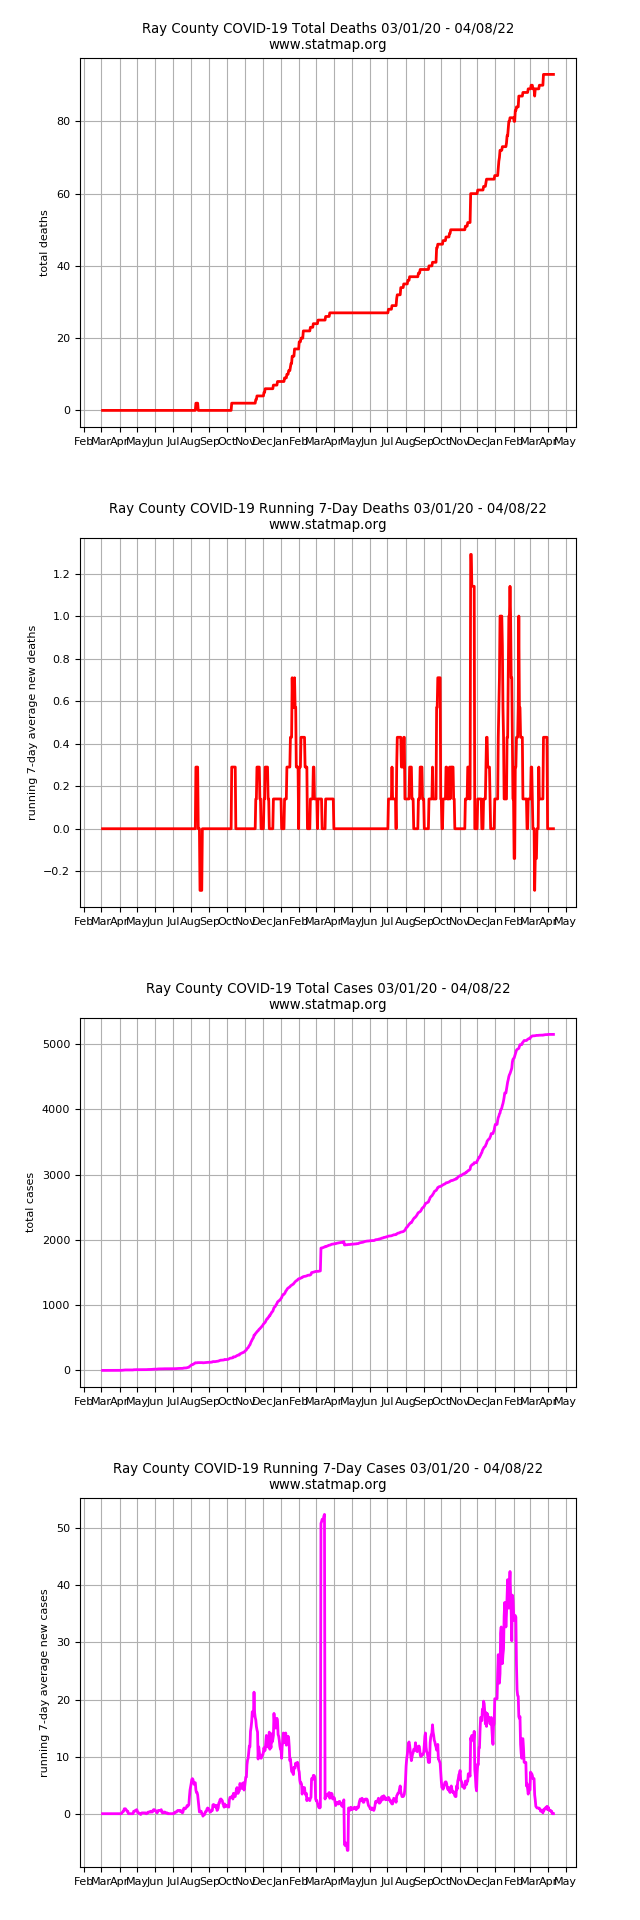 Ray County COVID-19 Total Deaths 03/01/20 - 04/08/22
www.statmap.org
80
60
40
20
0
total deaths
Feb Mar Apr May Jun Jul Aug Sep Oct Nov Dec Jan Feb Mar Apr May Jun Jul Aug Sep Oct Nov Dec Jan Feb Mar Apr May
Ray County COVID-19 Running 7-Day Deaths 03/01/20 - 04/08/22
www.statmap.org
1.2
1.0
0.8
0.6
0.4
0.2
0.0
−0.2
running 7-day average new deaths
Feb Mar Apr May Jun Jul Aug Sep Oct Nov Dec Jan Feb Mar Apr May Jun Jul Aug Sep Oct Nov Dec Jan Feb Mar Apr May
Ray County COVID-19 Total Cases 03/01/20 - 04/08/22
www.statmap.org
5000
4000
3000
2000
1000
0
total cases
Feb Mar Apr May Jun Jul Aug Sep Oct Nov Dec Jan Feb Mar Apr May Jun Jul Aug Sep Oct Nov Dec Jan Feb Mar Apr May
Ray County COVID-19 Running 7-Day Cases 03/01/20 - 04/08/22
www.statmap.org
50
40
30
20
10
0
running 7-day average new cases
Feb Mar Apr May Jun Jul Aug Sep Oct Nov Dec Jan Feb Mar Apr May Jun Jul Aug Sep Oct Nov Dec Jan Feb Mar Apr May